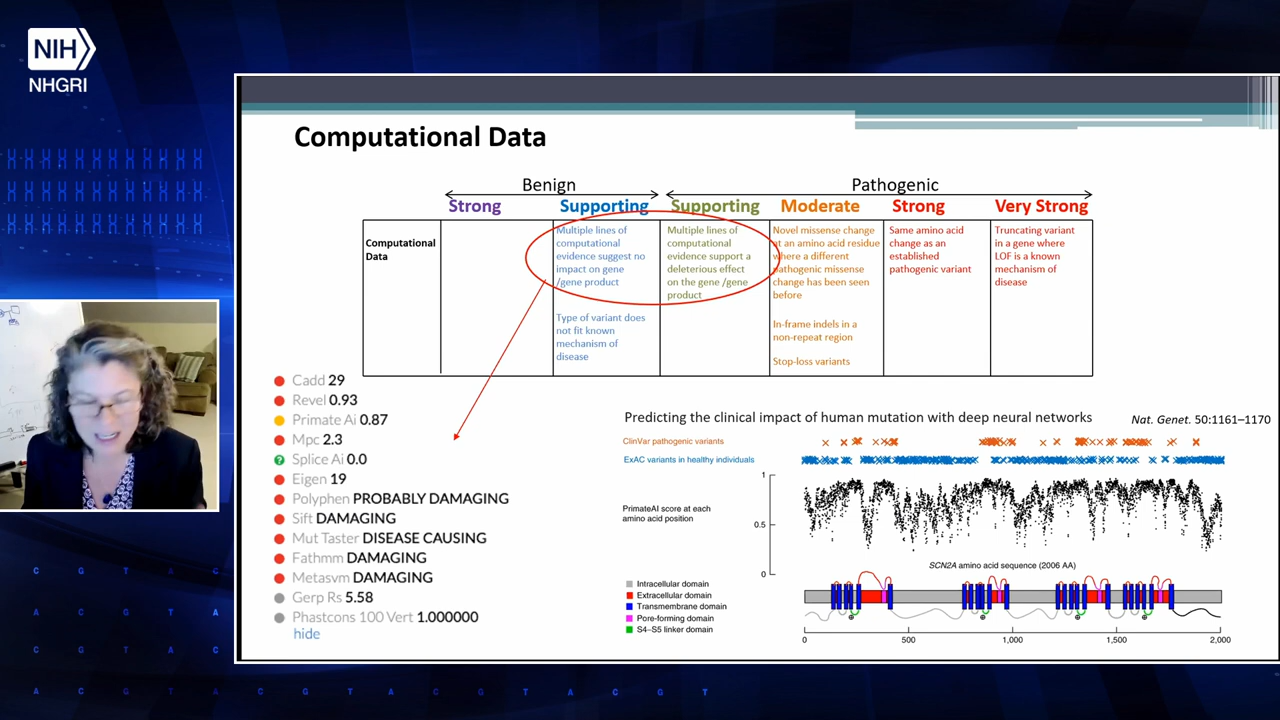 NIH
NHGRI
Computational Data
Benign
Pathogenic
Strong
Supporting
Supporting
Moderate
Strong
Very Strong
Computational
Data
Multiple lines of
computational
evidence suggest no
impact on gene
/gene product
Type of variant does
not fit known
mechanism of
disease
Multiple lines of
computational
evidence support a
deleterious effect
on the gene /gene
product
Novel missense change
at an amino acid residue
where a different
pathogenic missense
change has been seen
before
In-frame indels in a
non-repeat region
Stop-loss variants
Same amino acid
change as an
established
pathogenic variant
Truncating variant
in a gene where
LOF is a known
mechanism of
disease
Cadd 29
Revel 0.93
Primate Ai 0.87
Mpc 2.3
? Splice Ai 0.0
Eigen 19
Polyphen PROBABLY DAMAGING
Sift DAMAGING
Mut Taster DISEASE CAUSING
Fathmm DAMAGING
Metasvm DAMAGING
Gerp Rs 5.58
Phastcons 100 Vert 1.000000
hide
Predicting the clinical impact of human mutation with deep neural networks
Nat. Genet. 50:1161–1170
ClinVar pathogenic variants
ExAC variants in healthy individuals
1
PrimateAI score at each
amino acid position
0.5
0
SCN2A amino acid sequence (2006 AA)
Intracellular domain
Extracellular domain
Transmembrane domain
Pore-forming domain
S4–S5 linker domain
0
500
1,000
1,500
2,000
C G T A C
A C G T A
C G T A C
A C G T A C G T A C G T